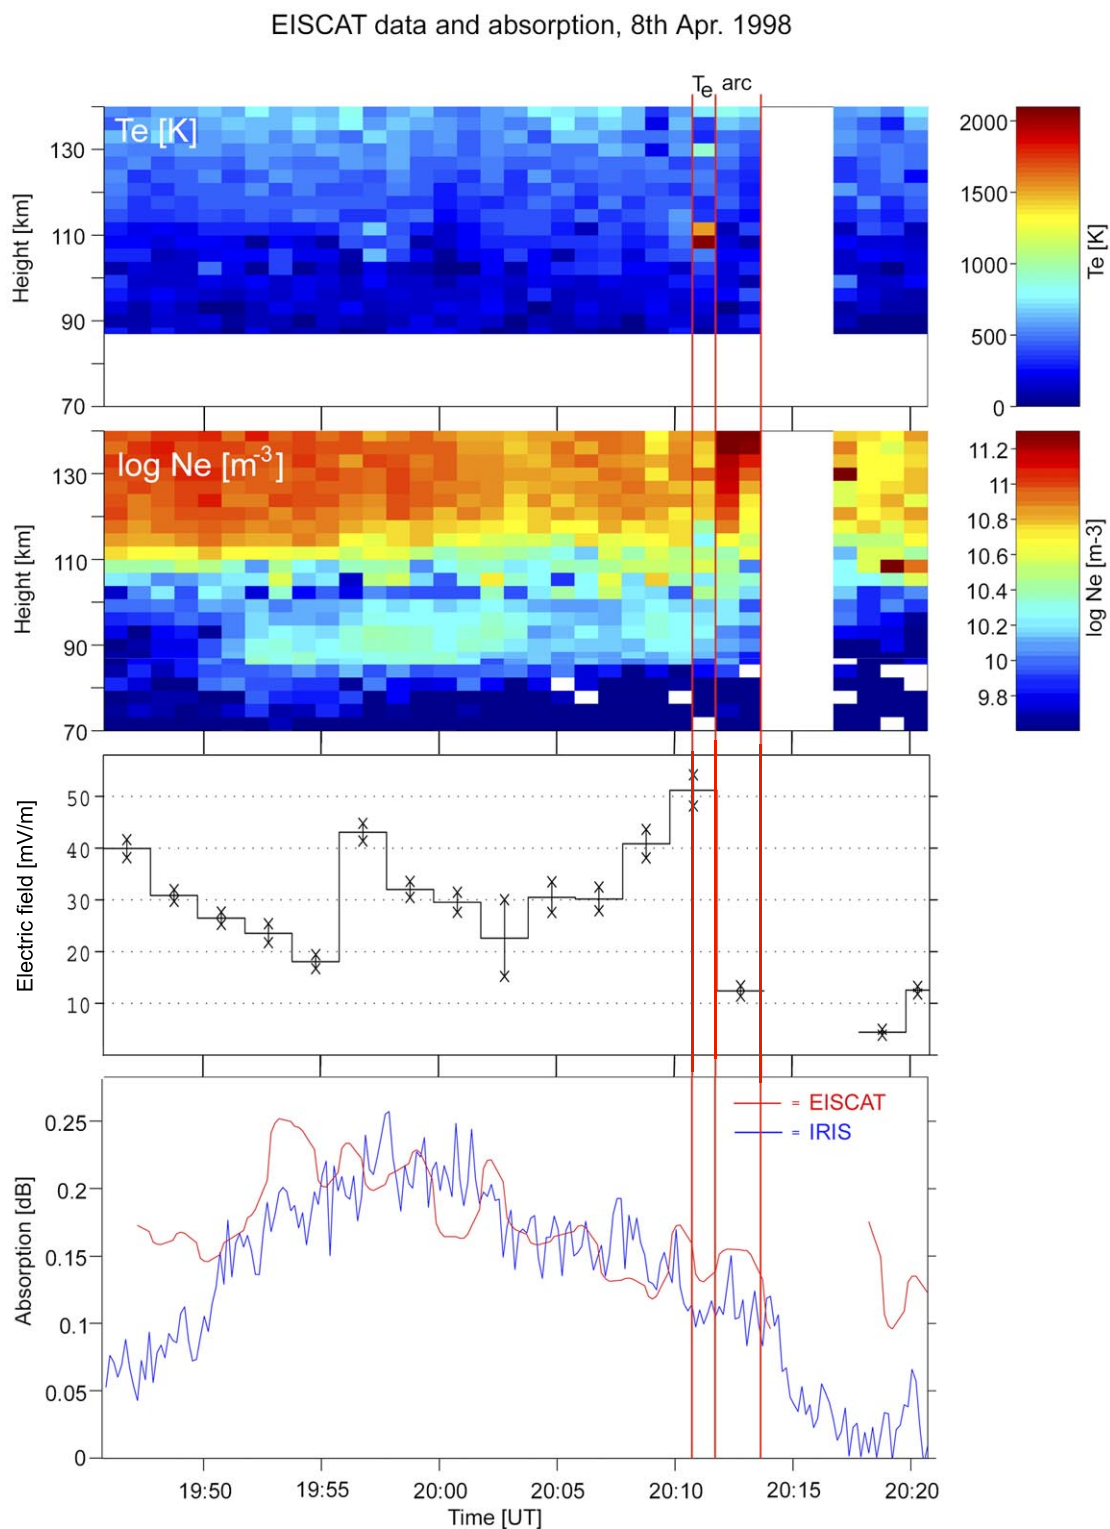 EISCAT data and absorption, 8th Apr. 1998
Te arc
Te [K]
Height [km]
130
110
90
70
2000
1500
1000
500
0
Te [K]
log Ne [m-3]
Height [km]
130
110
90
70
11.2
11
10.8
10.6
10.4
10.2
10
9.8
log Ne [m-3]
Electric field [mV/m]
50
40
30
20
10
= EISCAT
= IRIS
Absorption [dB]
0.25
0.2
0.15
0.1
0.05
0
19:50 19:55 20:00 20:05 20:10 20:15 20:20
Time [UT]